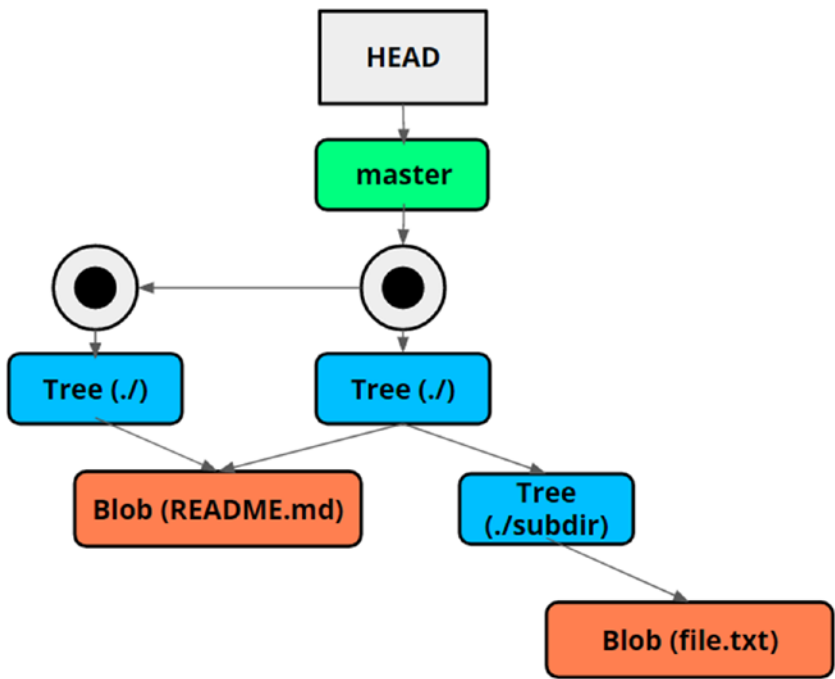 HEAD
master
Tree (./)
Tree (./)
Blob (README.md)
Tree
(./subdir)
Blob (file.txt)